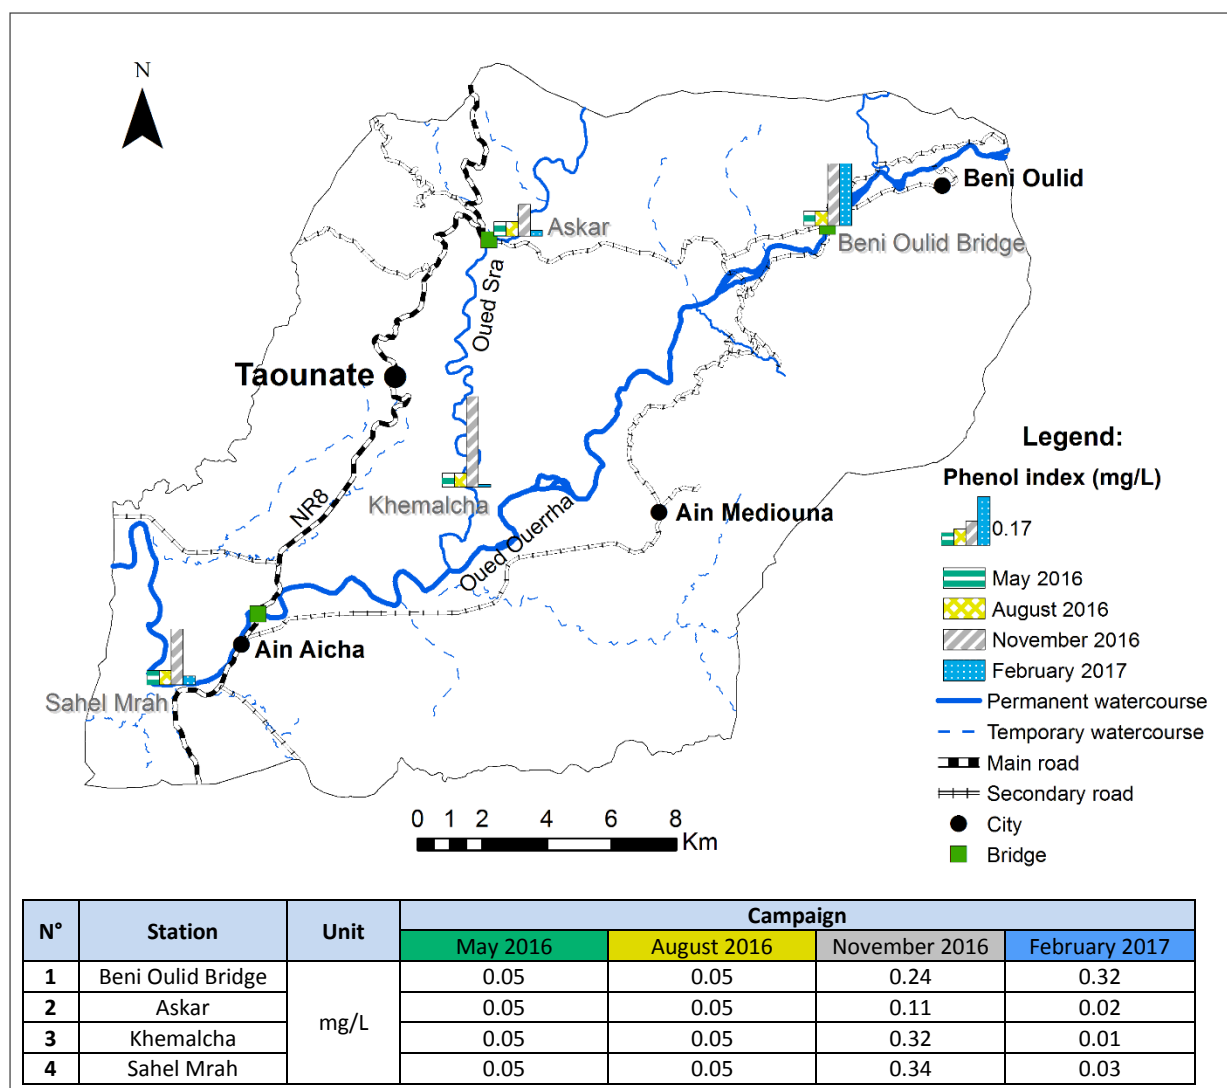 N
Beni Oulid
Askar
Beni Oulid Bridge
Oued Sra
Taounate
Legend:
Phenol index (mg/L)
0.17
Khemalcha
NR8
Ain Mediouna
Oued Ouerrha
May 2016
August 2016
November 2016
February 2017
Ain Aicha
Sahel Mrah
Permanent watercourse
Temporary watercourse
Main road
Secondary road
City
Bridge
0 1 2 4 6 8
Km
N° Station Unit Campaign
May 2016 August 2016 November 2016 February 2017
1 Beni Oulid Bridge mg/L 0.05 0.05 0.24 0.32
2 Askar 0.05 0.05 0.11 0.02
3 Khemalcha 0.05 0.05 0.32 0.01
4 Sahel Mrah 0.05 0.05 0.34 0.03